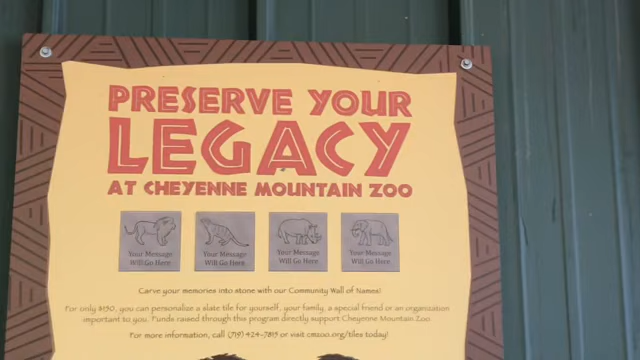 PRESERVE YOUR
LEGACY
AT CHEYENNE MOUNTAIN ZOO
Your Message Will Go Here
Your Message Will Go Here
Your Message Will Go Here
Your Message Will Go Here
Carve your memories into stone with our Community Wall of Names!
For only $150, you can personalize a slate tile for yourself, your family, a special friend or an organization
important to you. Funds raised through this program directly support Cheyenne Mountain Zoo.
For more information, call (719) 424-7815 or visit cmzoo.org/tiles today!